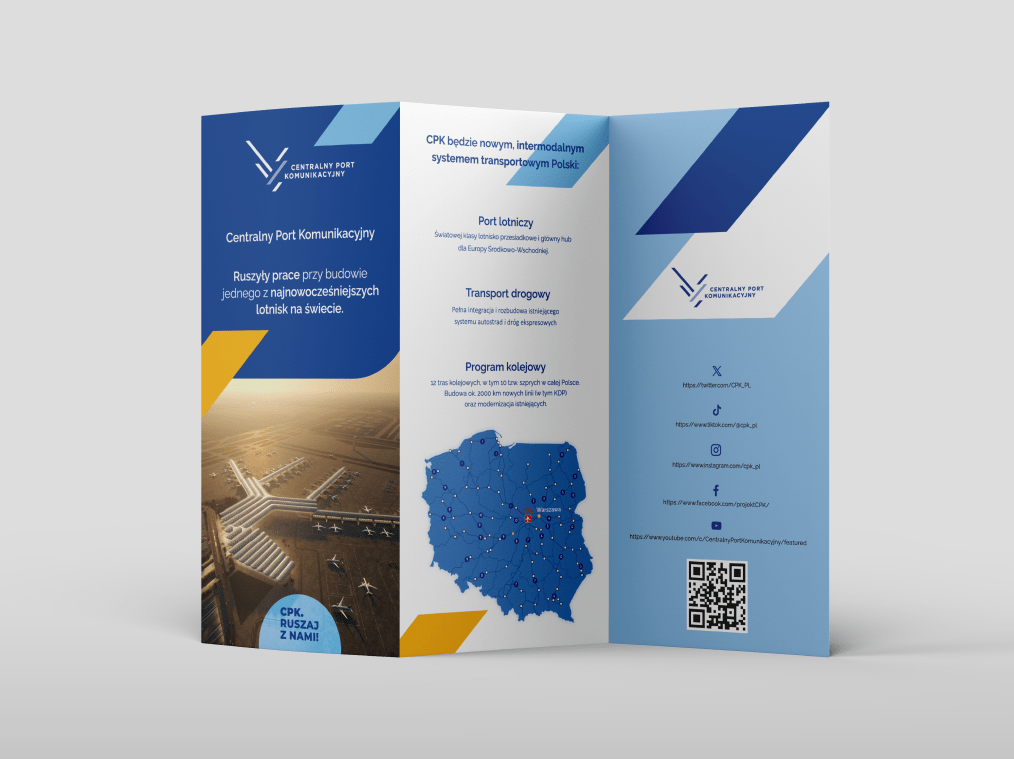 CENTRALNY PORT
KOMUNIKACYJNY
Centralny Port Komunikacyjny
Ruszyły prace przy budowie
jednego z najnowocześniejszych
lotnisk na świecie.
CPK.
RUSZAJ
Z NAMI!
CPK będzie nowym, intermodalnym
systemem transportowym Polski:
Port lotniczy
Światowej klasy lotnisko przesiadkowe i główny hub
dla Europy Środkowo-Wschodniej.
Transport drogowy
Pełna integracja i rozbudowa istniejącego
systemu autostrad i dróg ekspresowych
Program kolejowy
12 tras kolejowych, w tym 10 tzw. szprych w całej Polsce.
Budowa ok. 2000 km nowych linii (w tym KDP)
oraz modernizacja istniejących.
Warszawa
CENTRALNY PORT
KOMUNIKACYJNY
https://twitter.com/CPK_PL
https://www.tiktok.com/@cpk_pl
https://www.instagram.com/cpk_pl
https://www.facebook.com/projektCPK/
https://www.youtube.com/c/CentralnyPortKomunikacyjny/featured